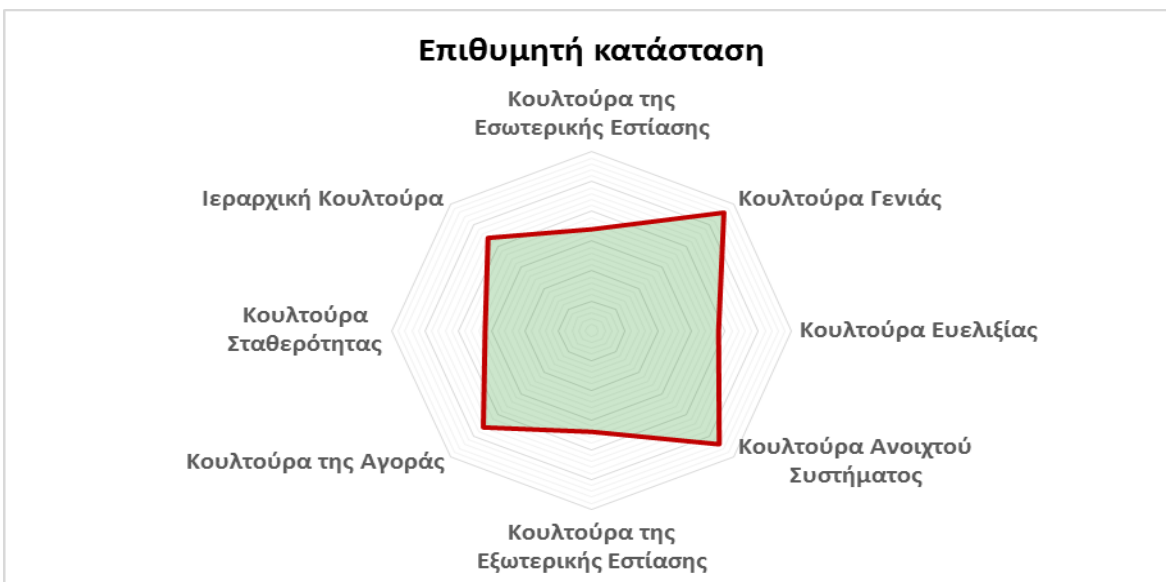 Επιθυμητή κατάσταση
Κουλτούρα της
Εσωτερικής Εστίασης
Ιεραρχική Κουλτούρα
Κουλτούρα Γενιάς
Κουλτούρα
Σταθερότητας
Κουλτούρα Ευελιξίας
Κουλτούρα της Αγοράς
Κουλτούρα Ανοιχτού
Συστήματος
Κουλτούρα της
Εξωτερικής Εστίασης